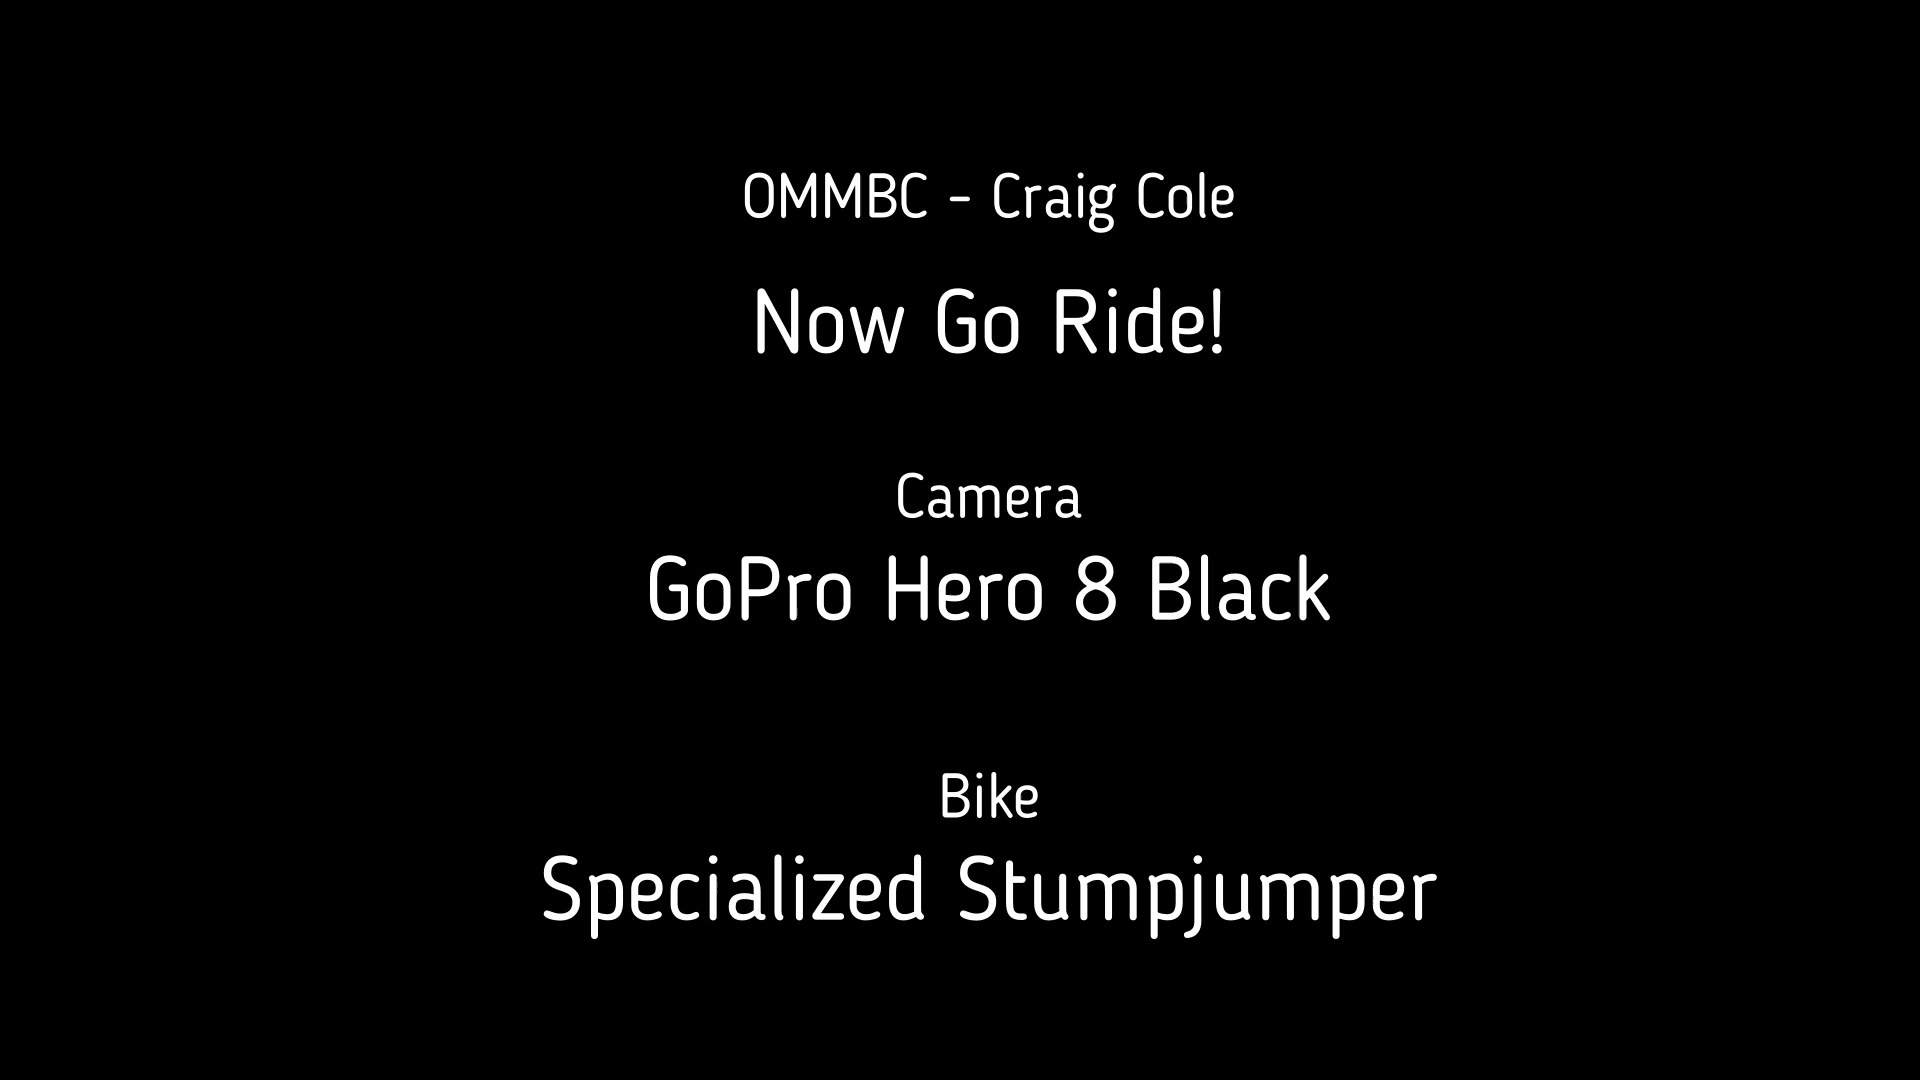 OMMBC - Craig Cole
Now Go Ride!
Camera
GoPro Hero 8 Black
Bike
Specialized Stumpjumper